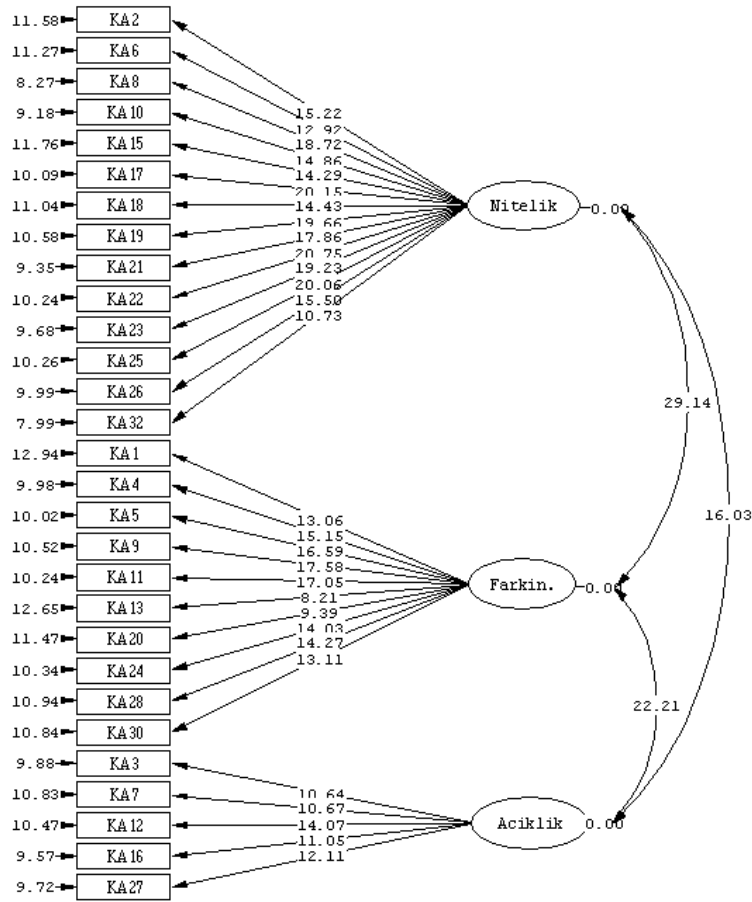 11.58 KA2
11.27 KA6
8.27 KA8
9.18 KA10
11.76 KA15
10.09 KA17
11.04 KA18
10.58 KA19
9.35 KA21
10.24 KA22
9.68 KA23
10.26 KA25
9.99 KA26
7.99 KA32
12.94 KA1
9.98 KA4
10.02 KA5
10.52 KA9
10.24 KA11
12.65 KA13
11.47 KA20
10.34 KA24
10.94 KA28
10.84 KA30
9.88 KA3
10.83 KA7
10.47 KA12
9.57 KA16
9.72 KA27
15.22
12.92
18.72
14.86
14.29
20.15
14.43
19.66
17.86
20.75
19.23
20.06
15.50
10.73
13.06
15.15
16.59
17.58
17.05
8.21
9.39
14.03
14.27
13.11
10.64
10.67
14.07
11.05
12.11
Nitelik 0.00
Farkin. 0.00
Aciklik 0.00
29.14
16.03
22.21